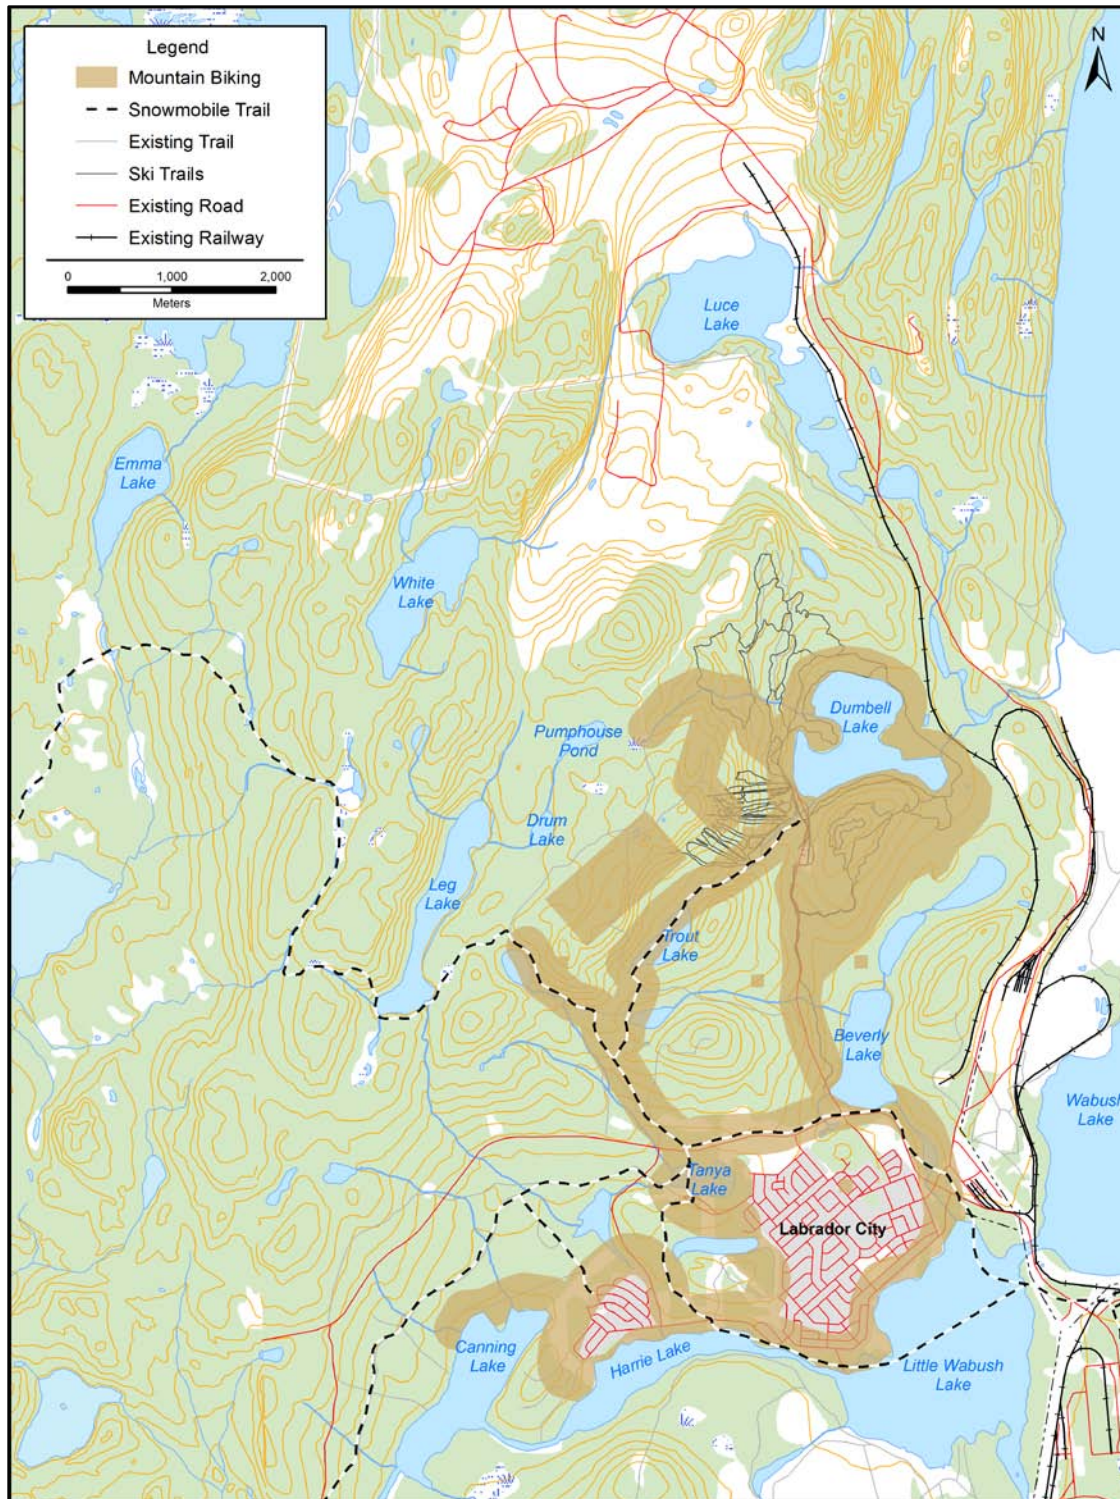 Legend
Mountain Biking
Snowmobile Trail
Existing Trail
Ski Trails
Existing Road
Existing Railway
0 1,000 2,000
Meters
N
Luce
Lake
Emma
Lake
White
Lake
Dumbell
Lake
Pumphouse
Pond
Drum
Lake
Leg
Lake
Trout
Lake
Beverly
Lake
Wabush
Lake
Tanya
Lake
Labrador City
Canning
Lake
Harrie Lake
Little Wabush
Lake